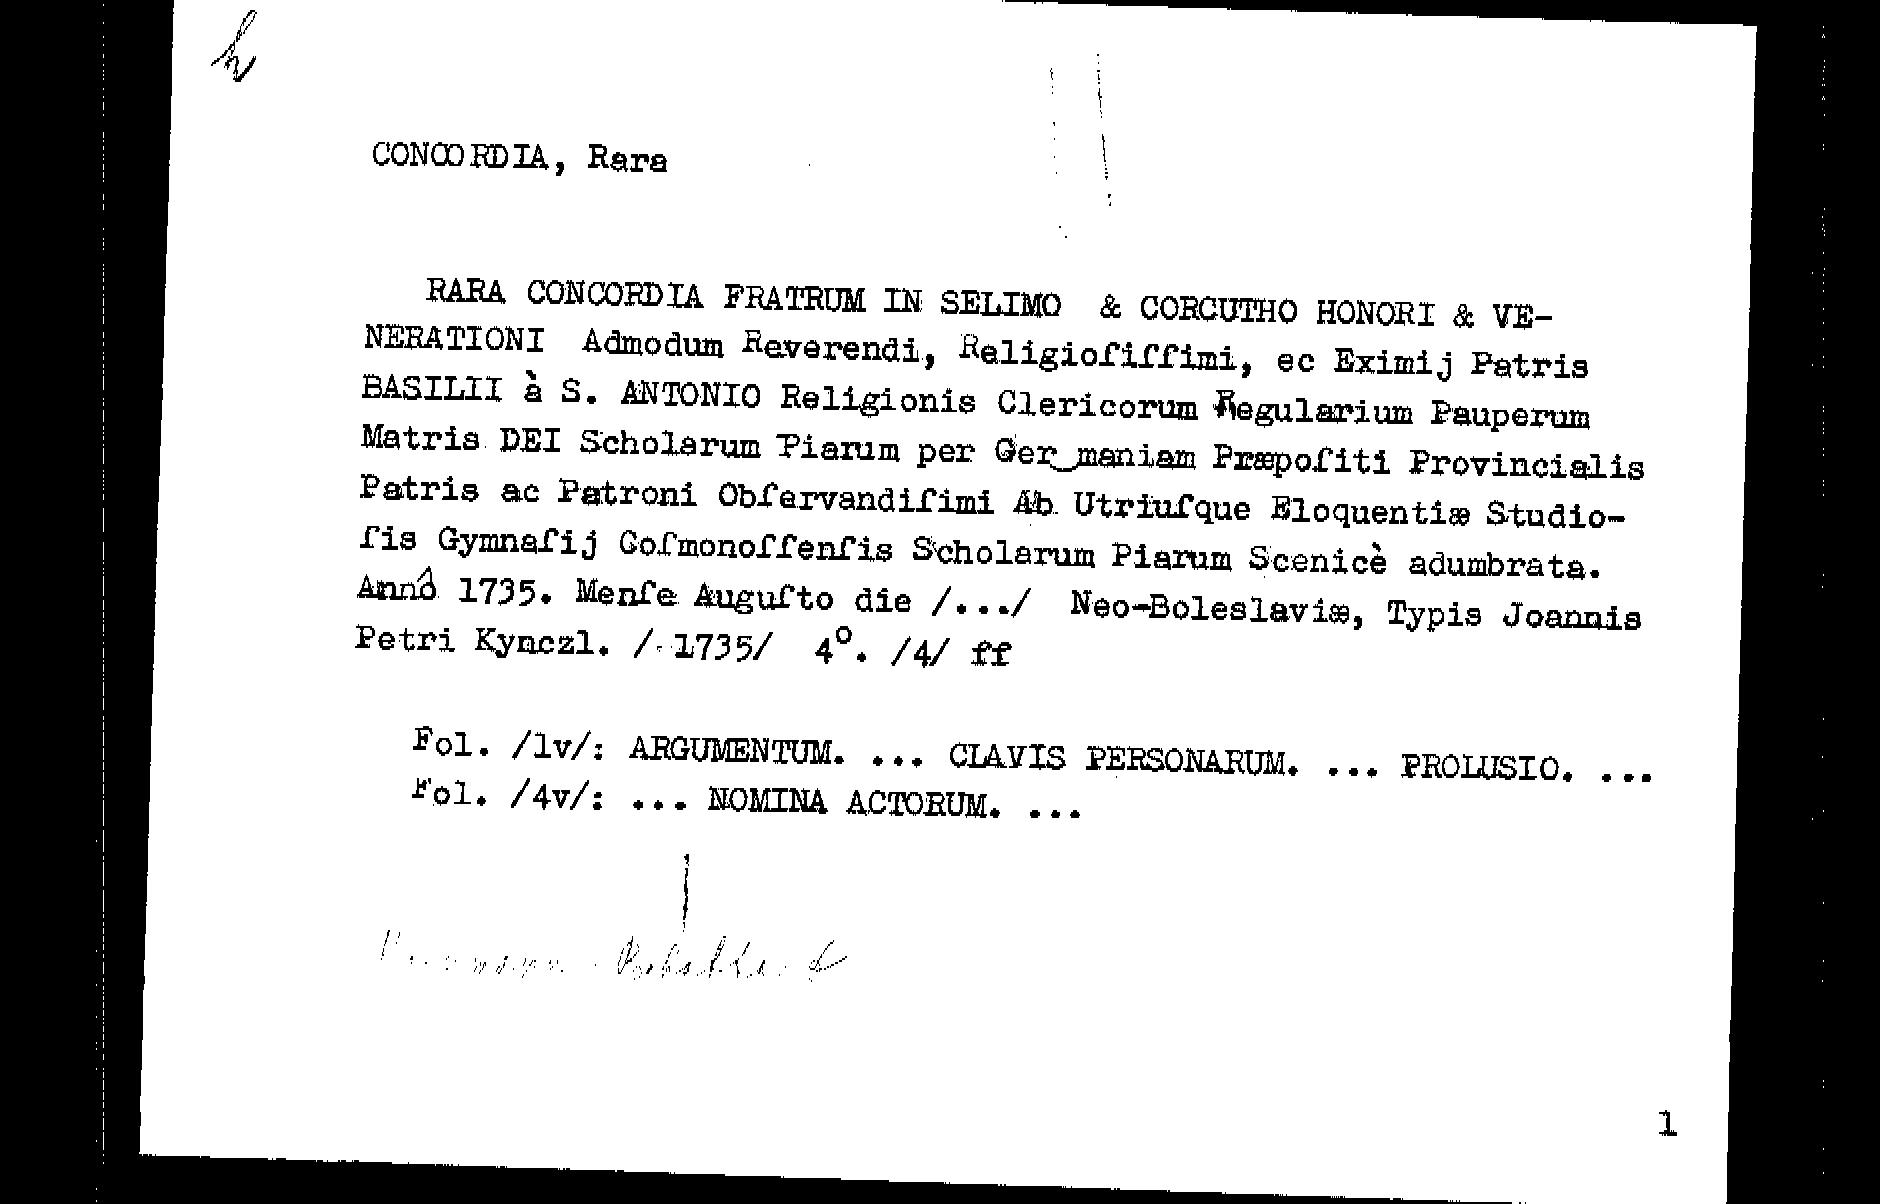 h
CONCORDIA, Rara
RARA CONCORDIA FRATRUM IN SELIMO & CORCUTHO HONORI & VE-
NERATIONI Admodum Reverendi, Religioſiſſimi, ec Eximij Patris
BASILII à S. ANTONIO Religionis Clericorum Regularium Pauperum
Matris DEI Scholarum Piarum per Germaniam Præpoſiti Provincialis
Patris ac Patroni Obſervandiſimi Ab Utriuſque Eloquentiæ Studio-
ſis Gymnaſij Coſmonoſſenſis Scholarum Piarum Scenicè adumbrata.
Annô 1735. Menſe Auguſto die /.../ Neo-Boleslaviæ, Typis Joannis
Petri Kynczl. / 1735/ 4°. /4/ ff
Fol. /1v/: ARGUMENTUM. ... CLAVIS PERSONARUM. ... PROLUSIO. ...
Fol. /4v/: ... NOMINA ACTORUM. ...
1